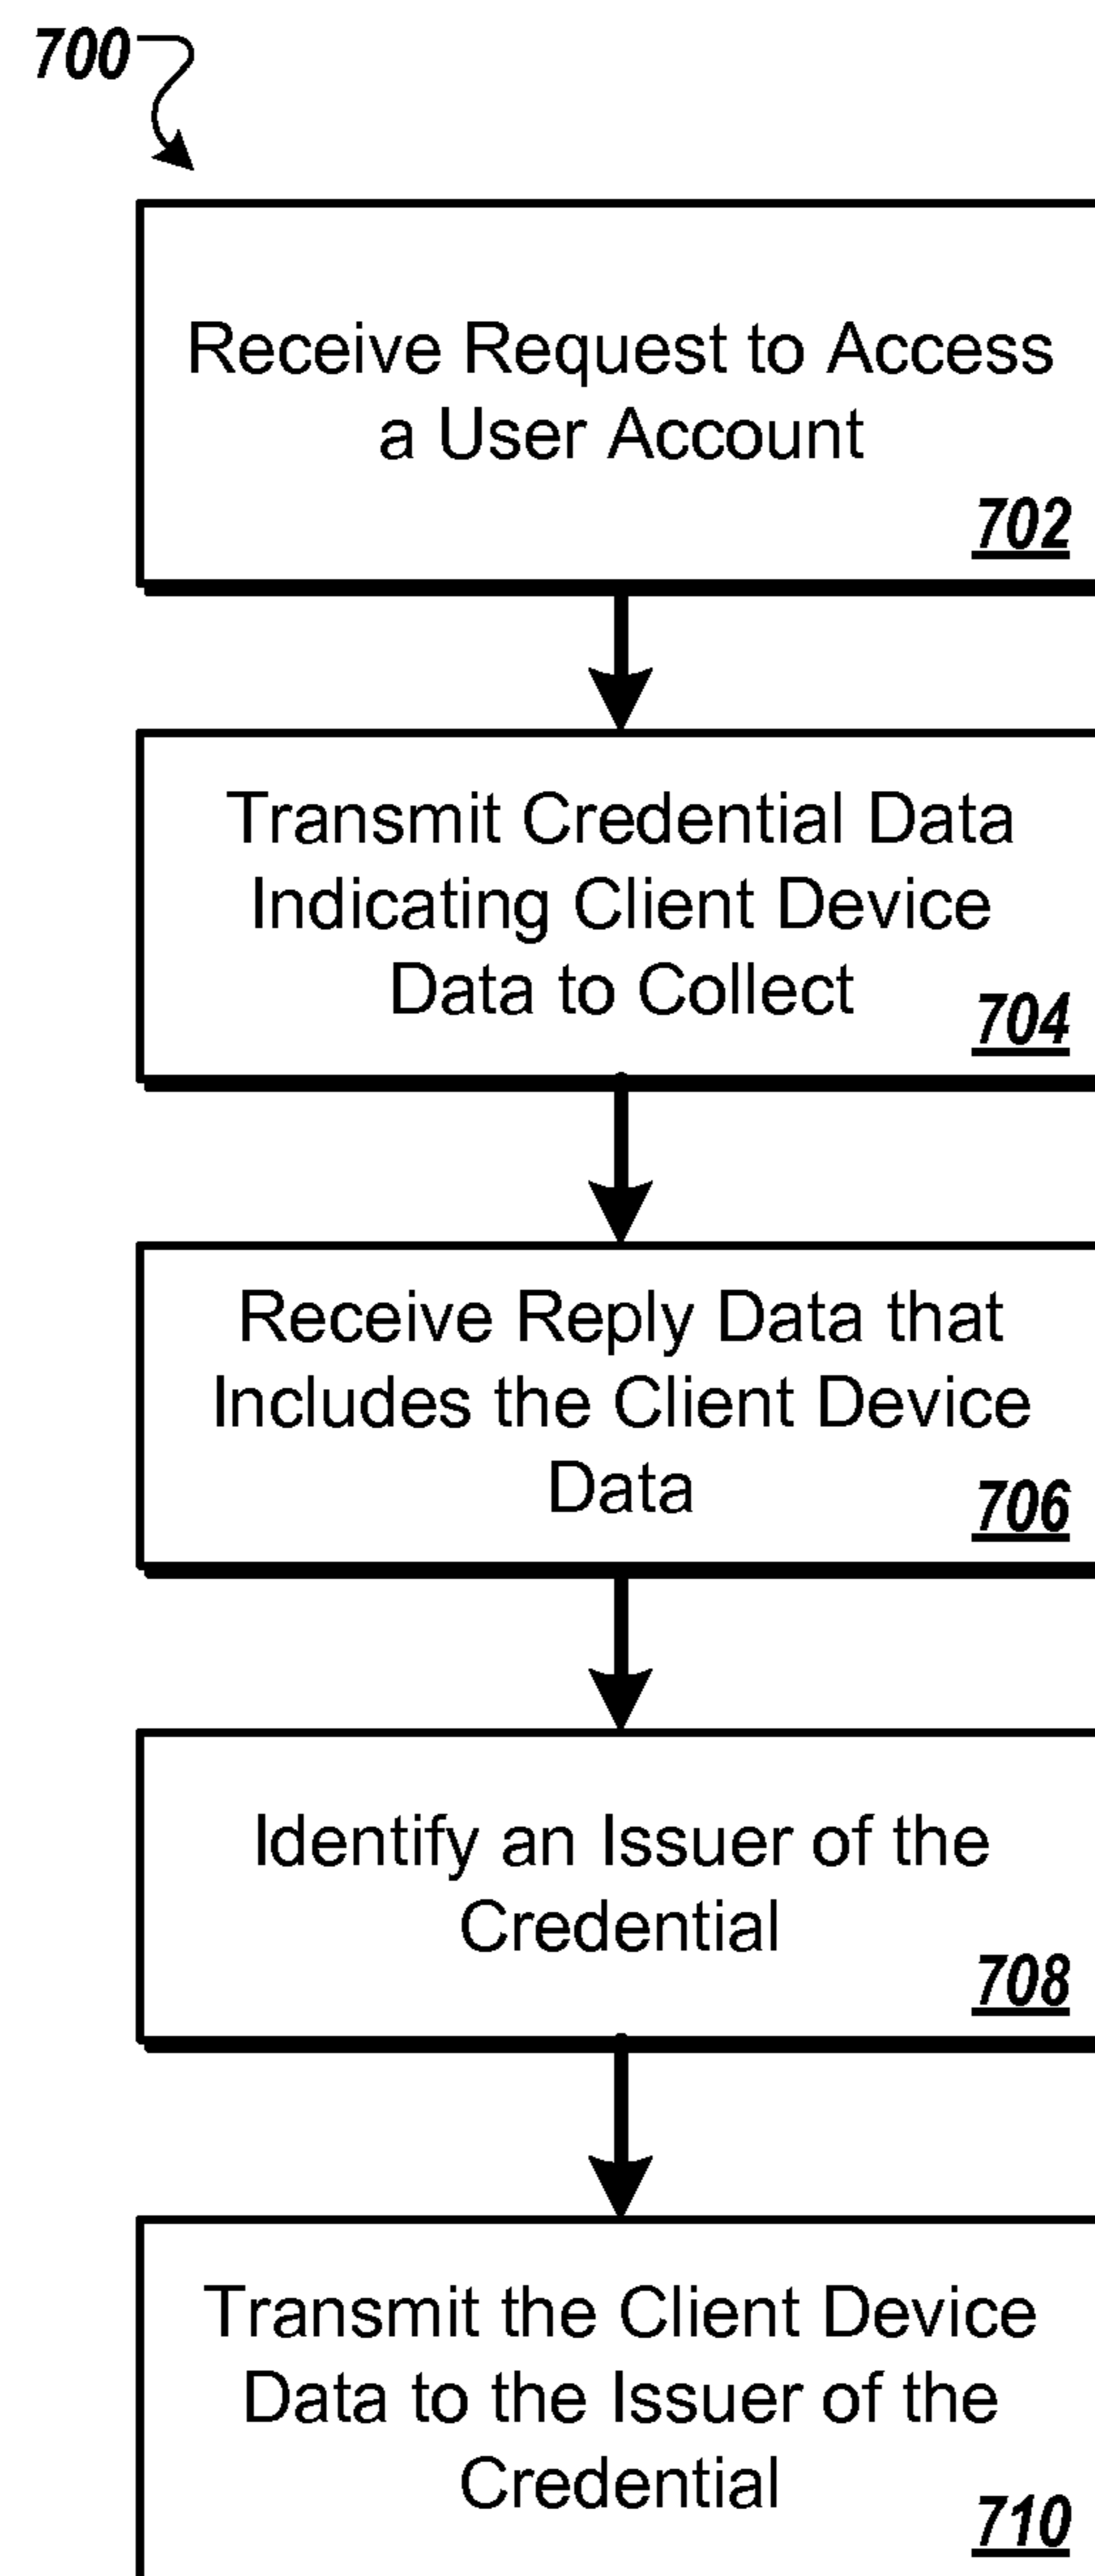 700
Receive Request to Access
a User Account
702
Transmit Credential Data
Indicating Client Device
Data to Collect
704
Receive Reply Data that
Includes the Client Device
Data
706
Identify an Issuer of the
Credential
708
Transmit the Client Device
Data to the Issuer of the
Credential
710